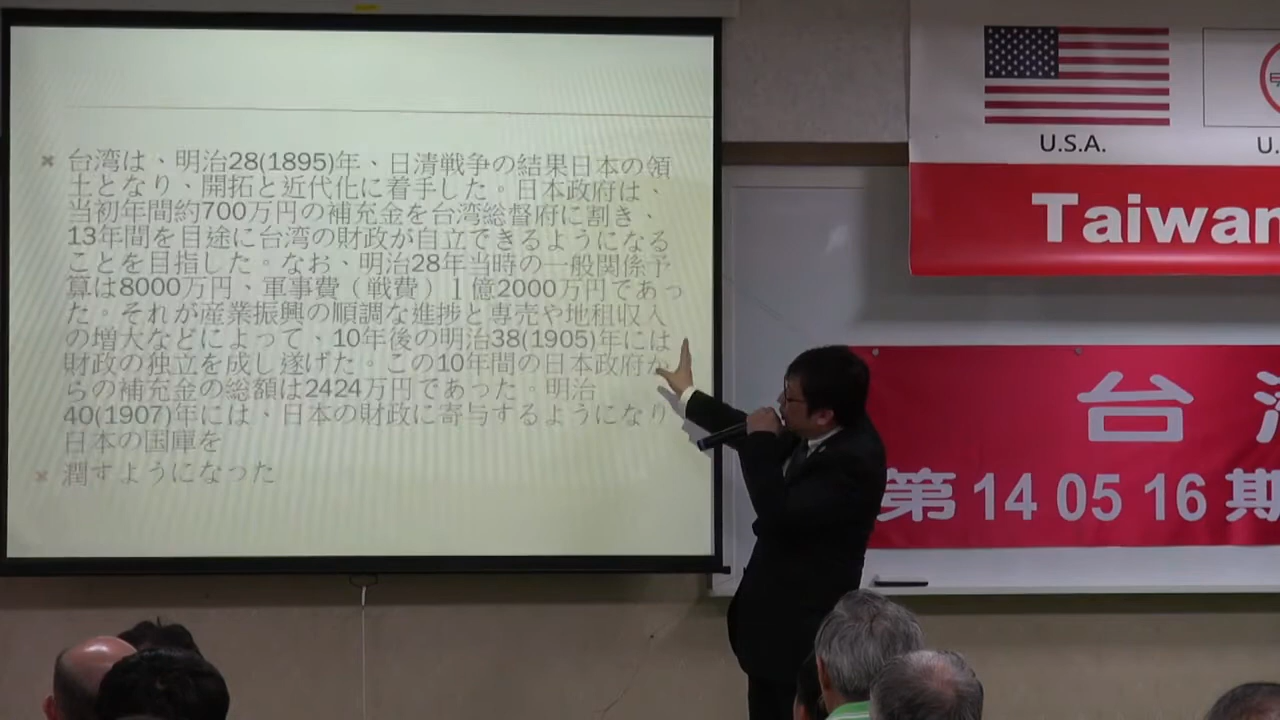 台湾は、明治28(1895)年、日清戦争の結果日本の領
土となり、開拓と近代化に着手した。日本政府は、
当初年間約700万円の補充金を台湾総督府に割き、
13年間を目途に台湾の財政が自立できるようになる
ことを目指した。なお、明治28年当時の一般関係予
算は8000万円、軍事費（戦費）1億2000万円であっ
た。それが産業振興の順調な進捗と専売や地租収入
の増大などによって、10年後の明治38(1905)年には
財政の独立を成し遂げた。この10年間の日本政府か
らの補充金の総額は2424万円であった。明治
40(1907)年には、日本の財政に寄与するようになり
日本の国庫を
潤すようになった
U.S.A.
U.
Taiwan
台
第 14 05 16 期